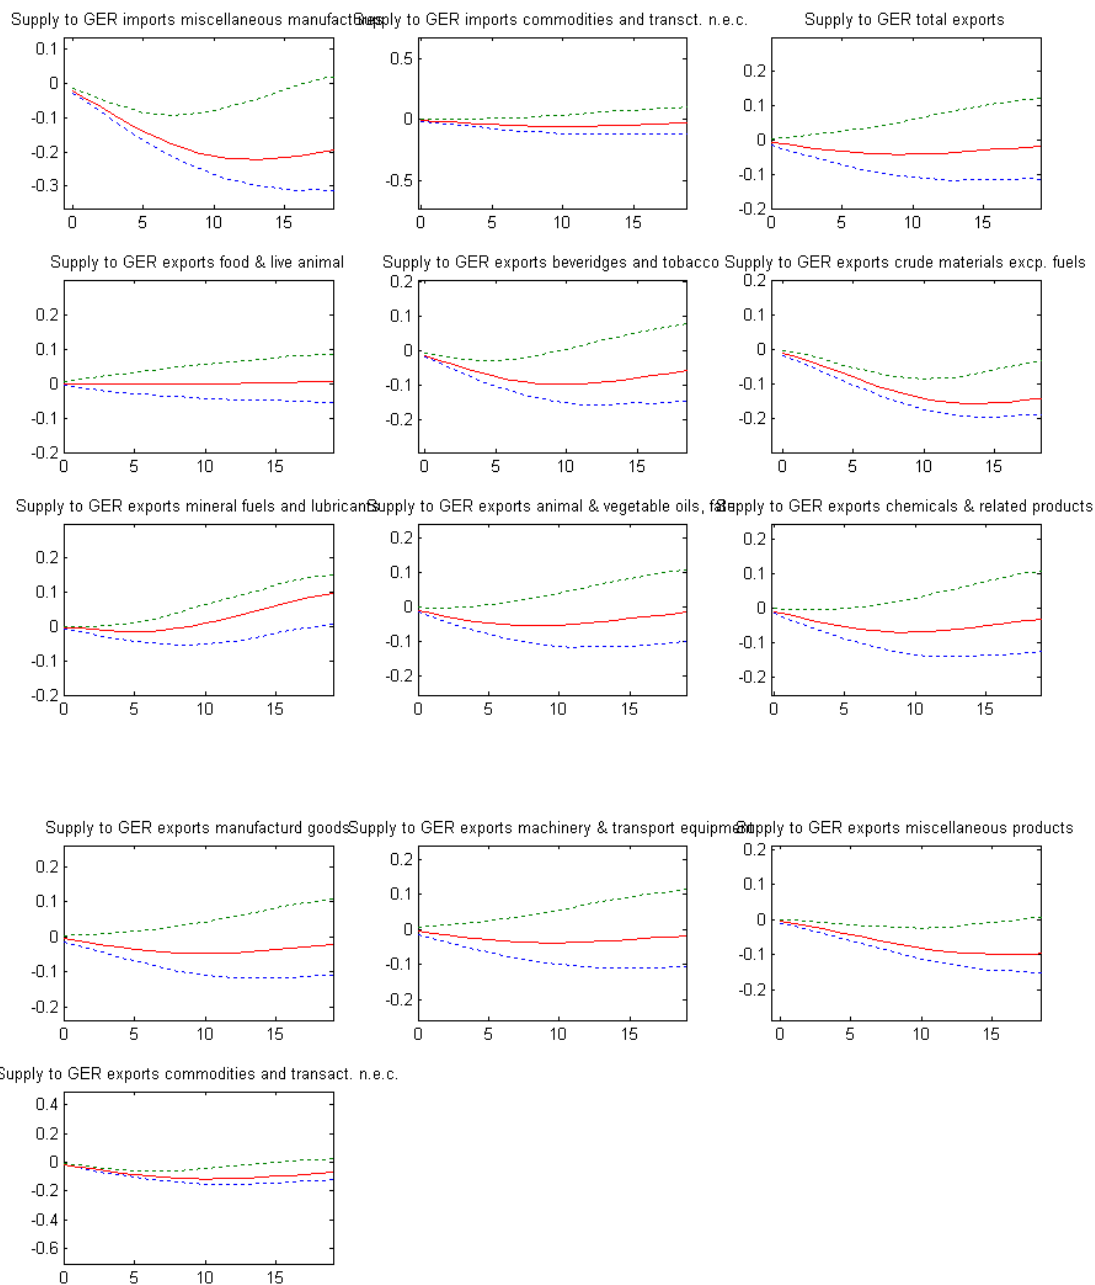 Supply to GER imports miscellaneous manufactures
Supply to GER imports commodities and transct. n.e.c.
Supply to GER total exports
0.1
0
-0.1
-0.2
-0.3
0 5 10 15
0.5
0
-0.5
0 5 10 15
0.2
0.1
0
-0.1
-0.2
0 5 10 15
Supply to GER exports food & live animal
Supply to GER exports beveridges and tobacco
Supply to GER exports crude materials excp. fuels
0.2
0.1
0
-0.1
-0.2
0 5 10 15
0.2
0.1
0
-0.1
-0.2
0 5 10 15
0.2
0.1
0
-0.1
-0.2
0 5 10 15
Supply to GER exports mineral fuels and lubricants
Supply to GER exports animal & vegetable oils,
Supply to GER exports chemicals & related products
0.2
0.1
0
-0.1
-0.2
0 5 10 15
0.2
0.1
0
-0.1
-0.2
0 5 10 15
0.2
0.1
0
-0.1
-0.2
0 5 10 15
Supply to GER exports manufacturd goods
Supply to GER exports machinery & transport equipment
Supply to GER exports miscellaneous products
0.2
0.1
0
-0.1
-0.2
0 5 10 15
0.2
0.1
0
-0.1
-0.2
0 5 10 15
0.2
0.1
0
-0.1
-0.2
0 5 10 15
Supply to GER exports commodities and transact. n.e.c.
0.4
0.2
0
-0.2
-0.4
-0.6
0 5 10 15